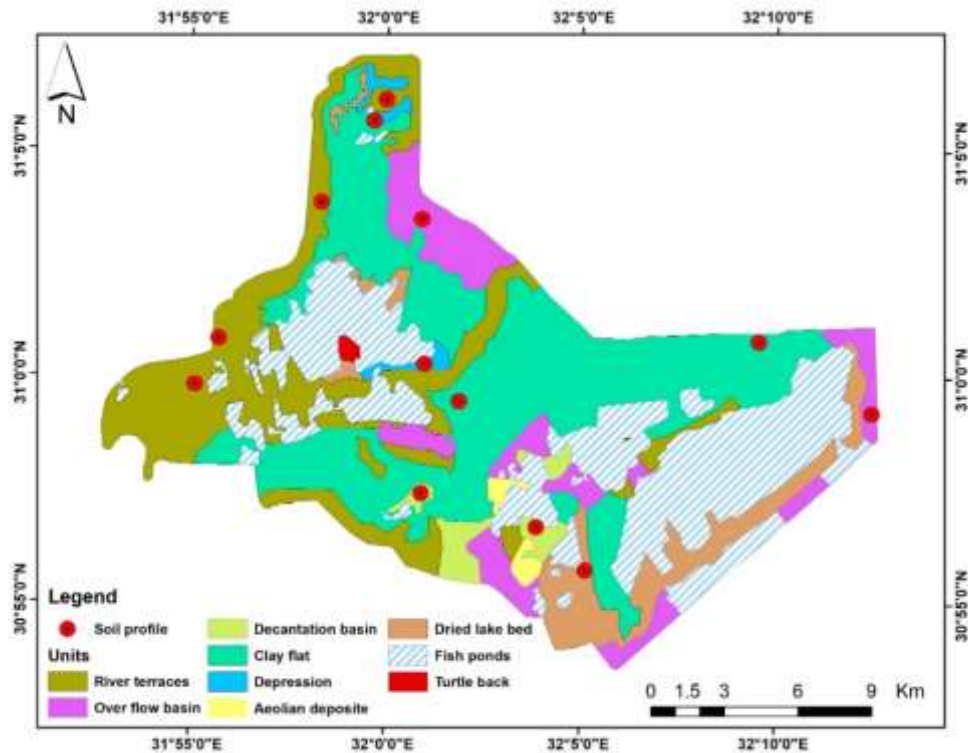 31°55'0"E 32°0'0"E 32°5'0"E 32°10'0"E
N
31°5'0"N 31°5'0"N
31°0'0"N 31°0'0"N
30°55'0"N 30°55'0"N
Legend
Soil profile Decantation basin Dried lake bed
Units Clay flat Fish ponds
River terraces Depression Turtle back
Over flow basin Aeolian deposite
0 1.5 3 6 9 Km
31°55'0"E 32°0'0"E 32°5'0"E 32°10'0"E